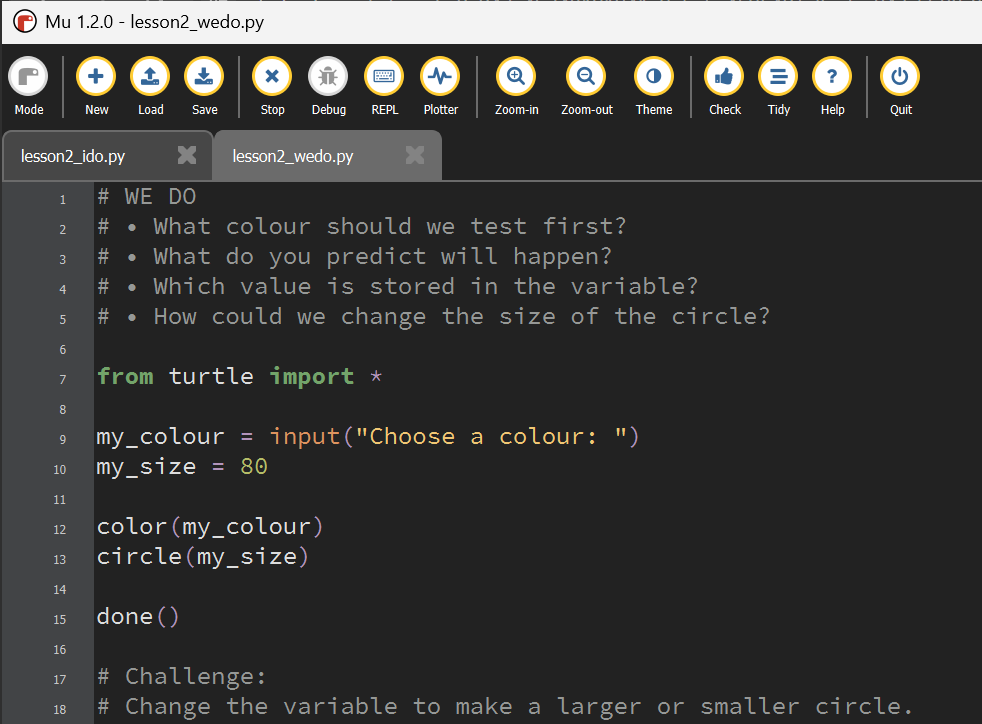 Mu 1.2.0 - lesson2_wedo.py
Mode New Load Save Stop Debug REPL Plotter Zoom-in Zoom-out Theme Check Tidy Help Quit
lesson2_ido.py lesson2_wedo.py
1 # WE DO
2 # • What colour should we test first?
3 # • What do you predict will happen?
4 # • Which value is stored in the variable?
5 # • How could we change the size of the circle?
6
7 from turtle import *
8
9 my_colour = input("Choose a colour: ")
10 my_size = 80
11
12 color(my_colour)
13 circle(my_size)
14
15 done()
16
17 # Challenge:
18 # Change the variable to make a larger or smaller circle.